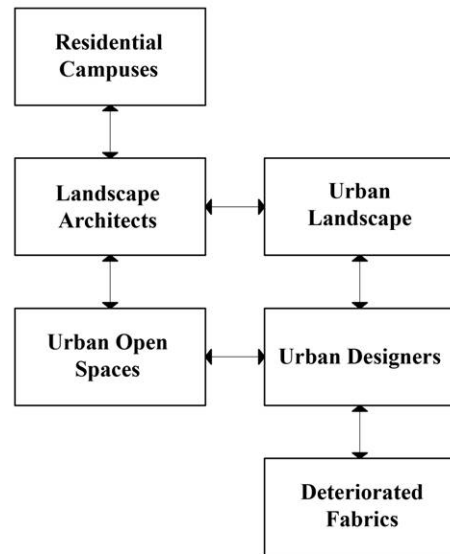 Residential
Campuses
Landscape
Architects
Urban
Landscape
Urban Open
Spaces
Urban Designers
Deteriorated
Fabrics